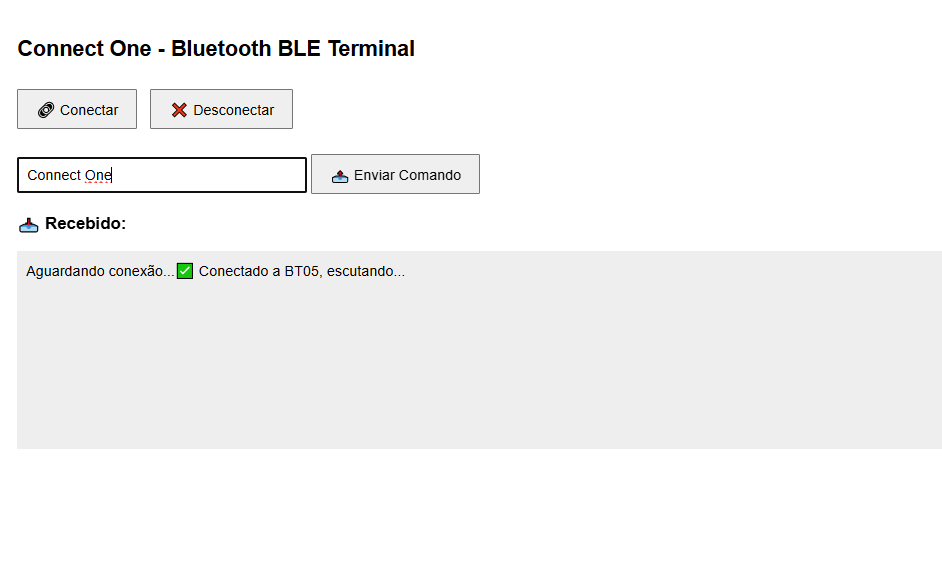 Connect One - Bluetooth BLE Terminal
Conectar
Desconectar
Connect One
Enviar Comando
Recebido:
Aguardando conexão...✅ Conectado a BT05, escutando...